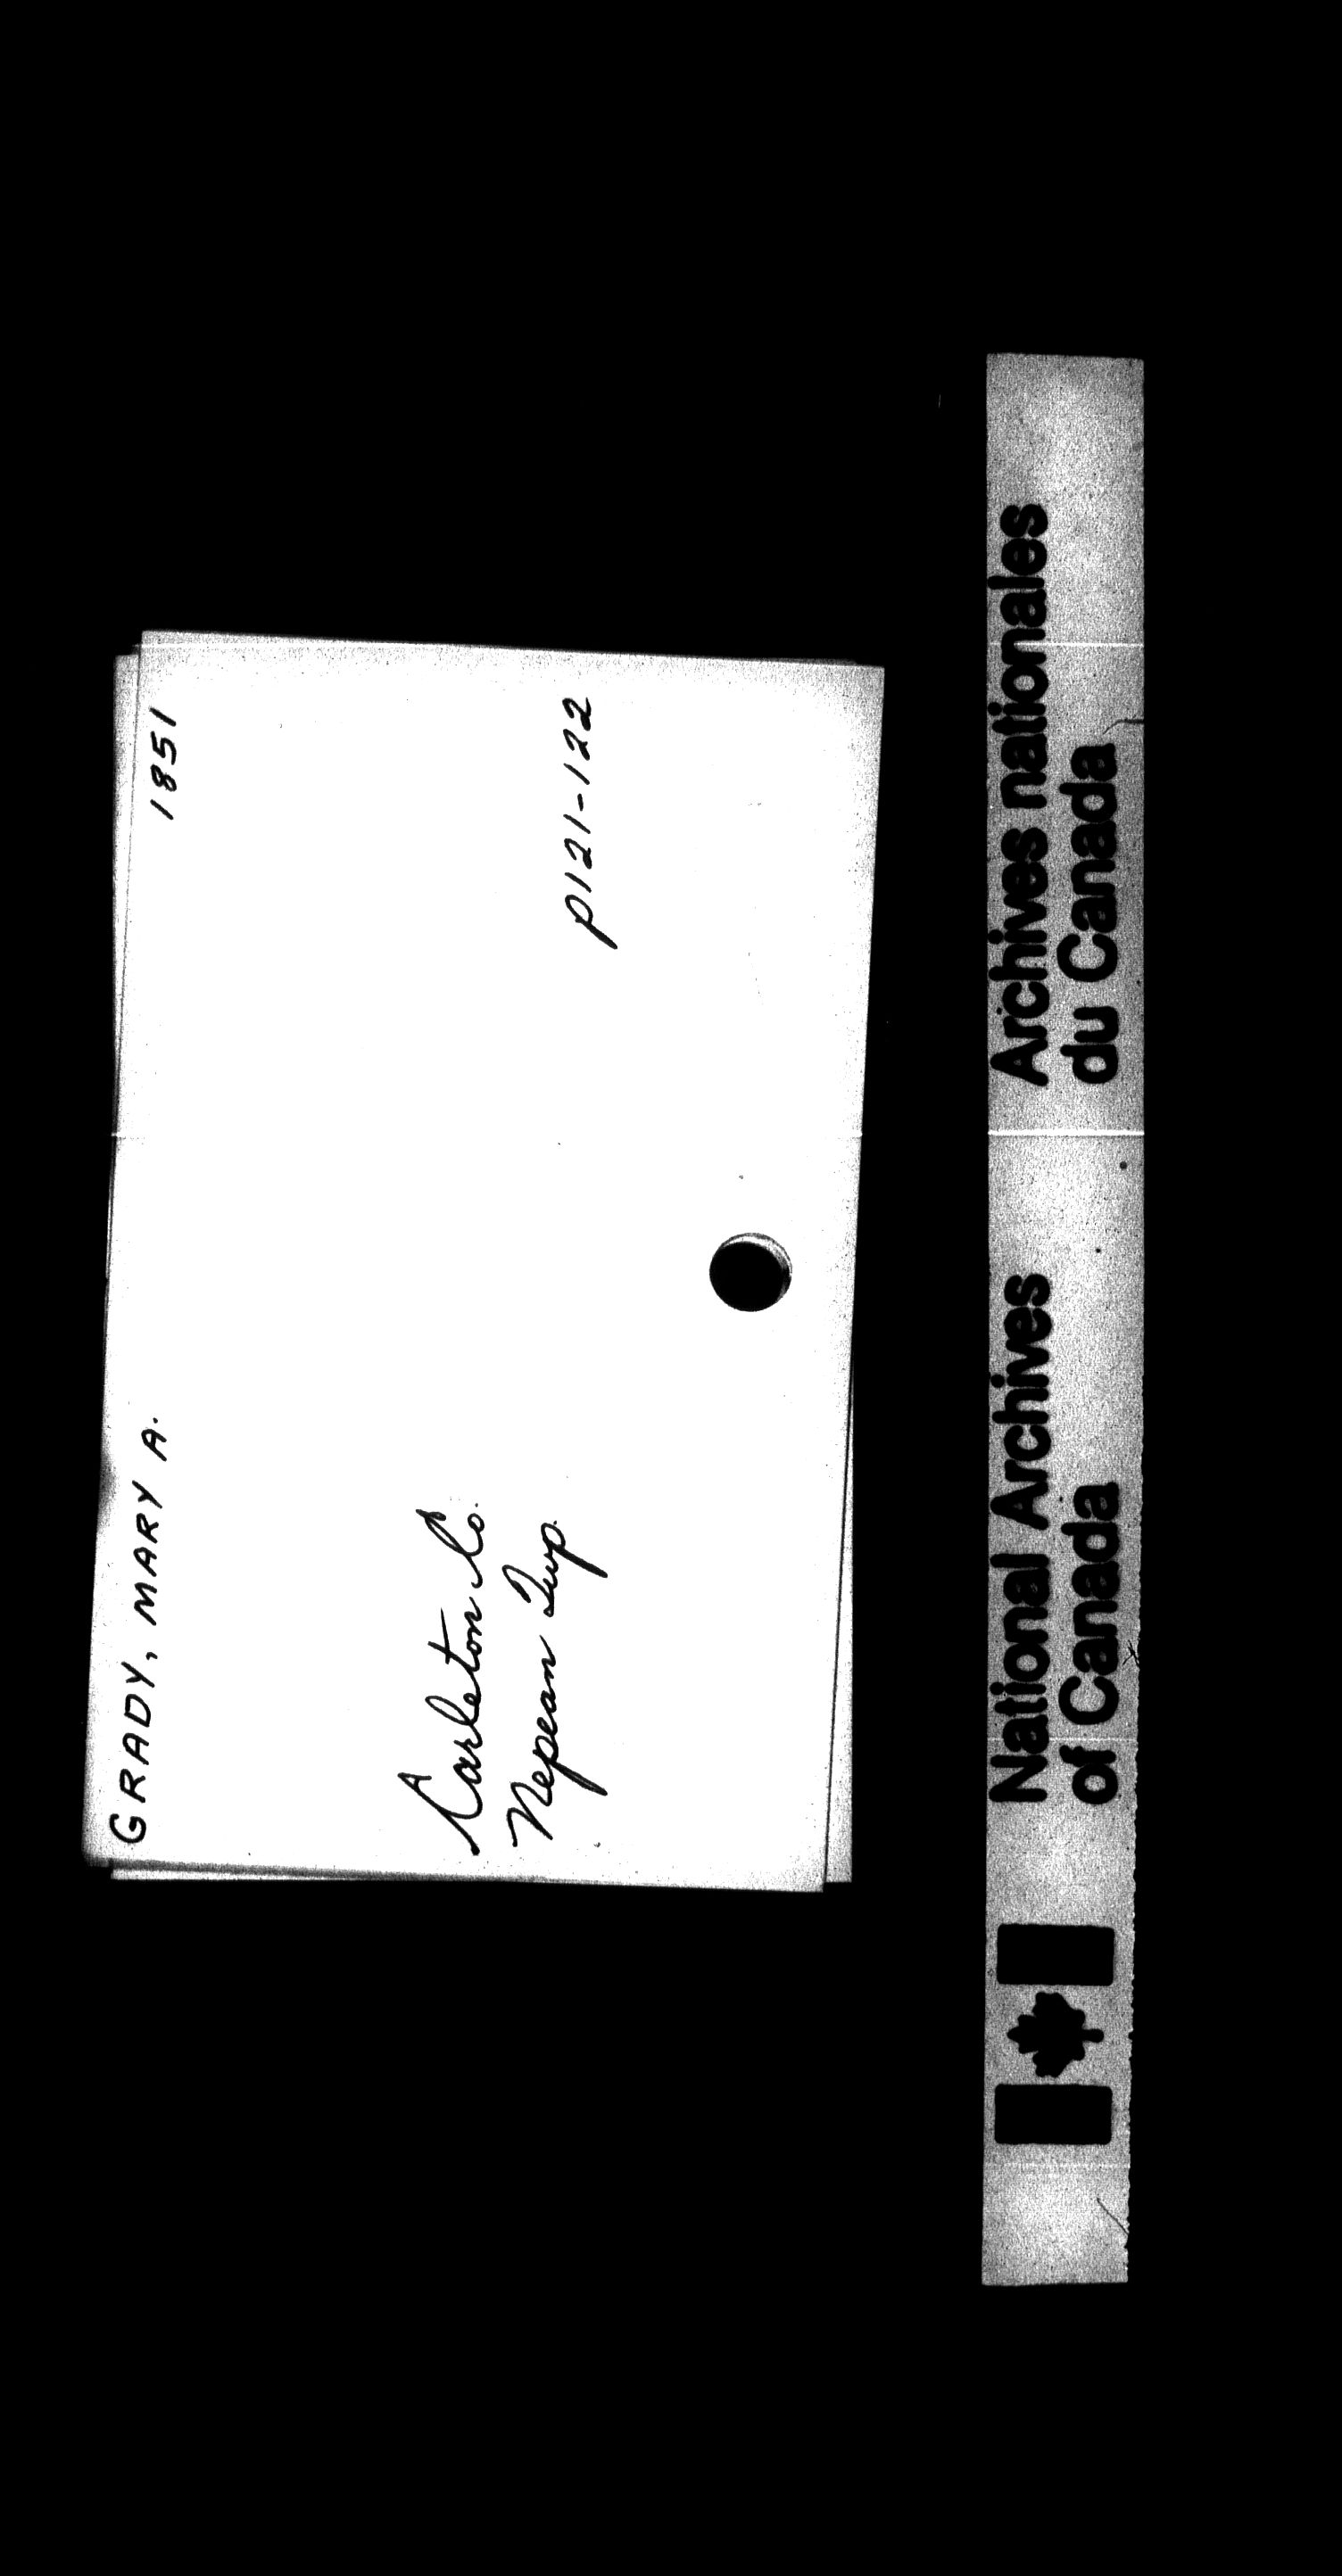 GRADY, MARY A. 1851
Carleton Co.
Nepean Twp. p121-122
National Archives of Canada
Archives nationales du Canada